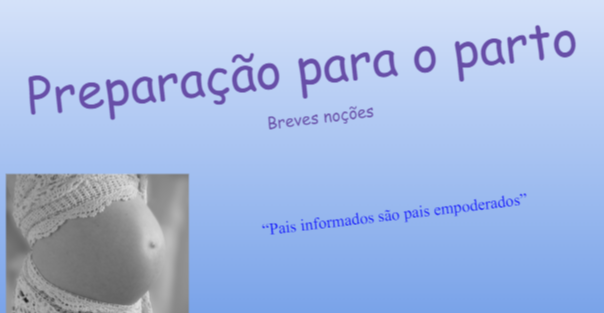 Preparação para o parto
Breves noções
“Pais informados são pais empoderados”